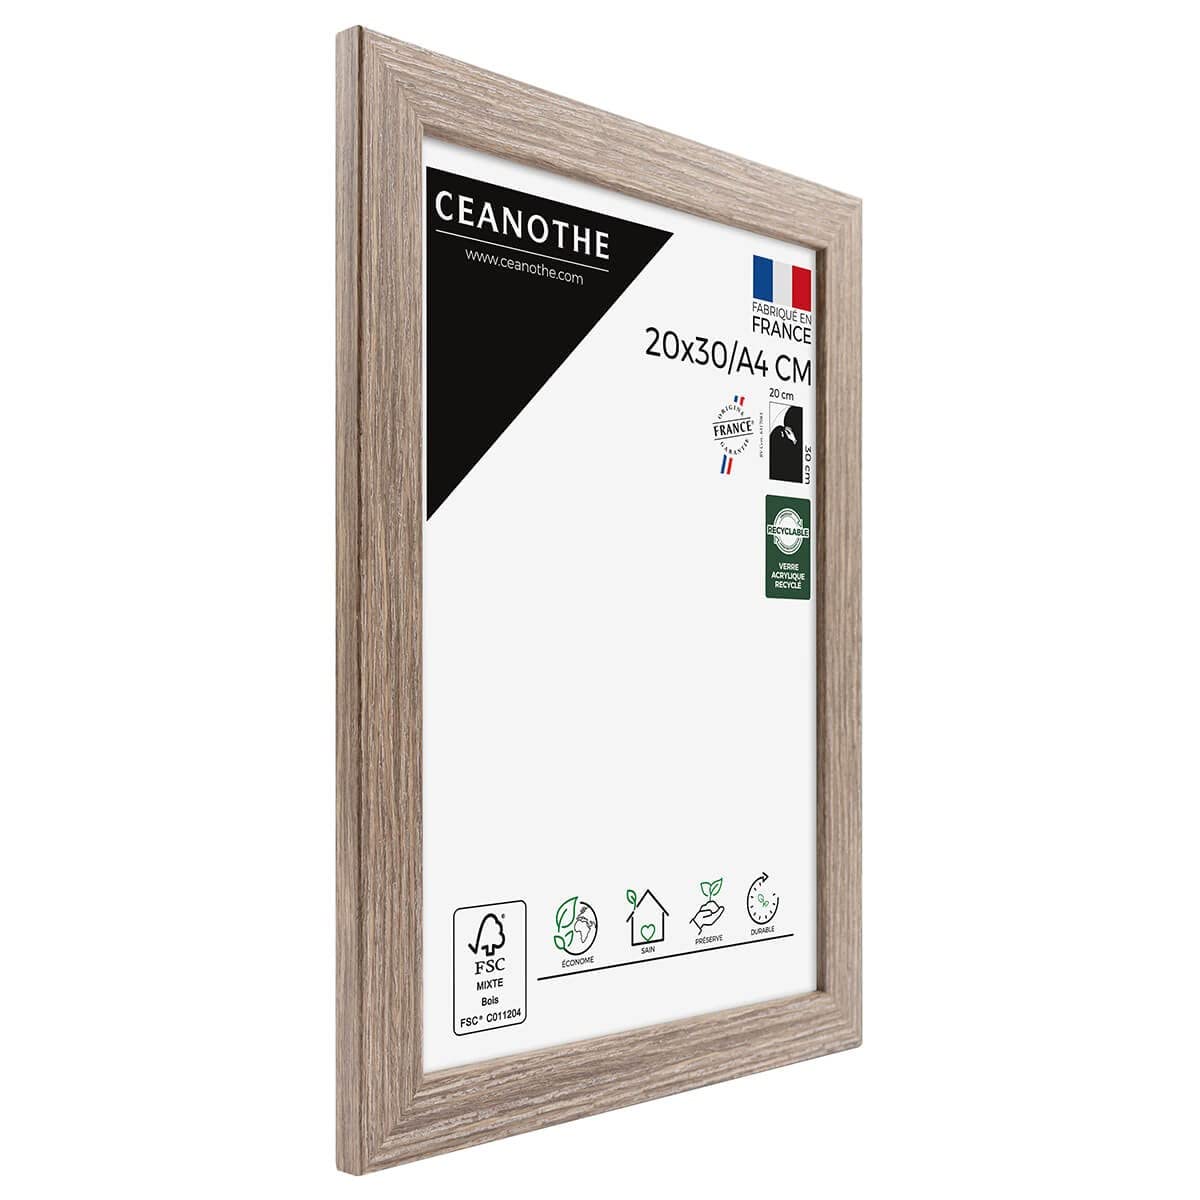 CEANOTHE
www.ceanothe.com
FABRIQUÉ EN
FRANCE
20x30/A4 CM
20 cm
30 cm
ORIGINE
FRANCE
GARANTIE
RECYCLABLE
VERRE
ACRYLIQUE
RECYCLÉ
FSC
MIXTE
Bois
FSC® C011204
ÉCONOME
SAIN
PRÉSERVE
DURABLE